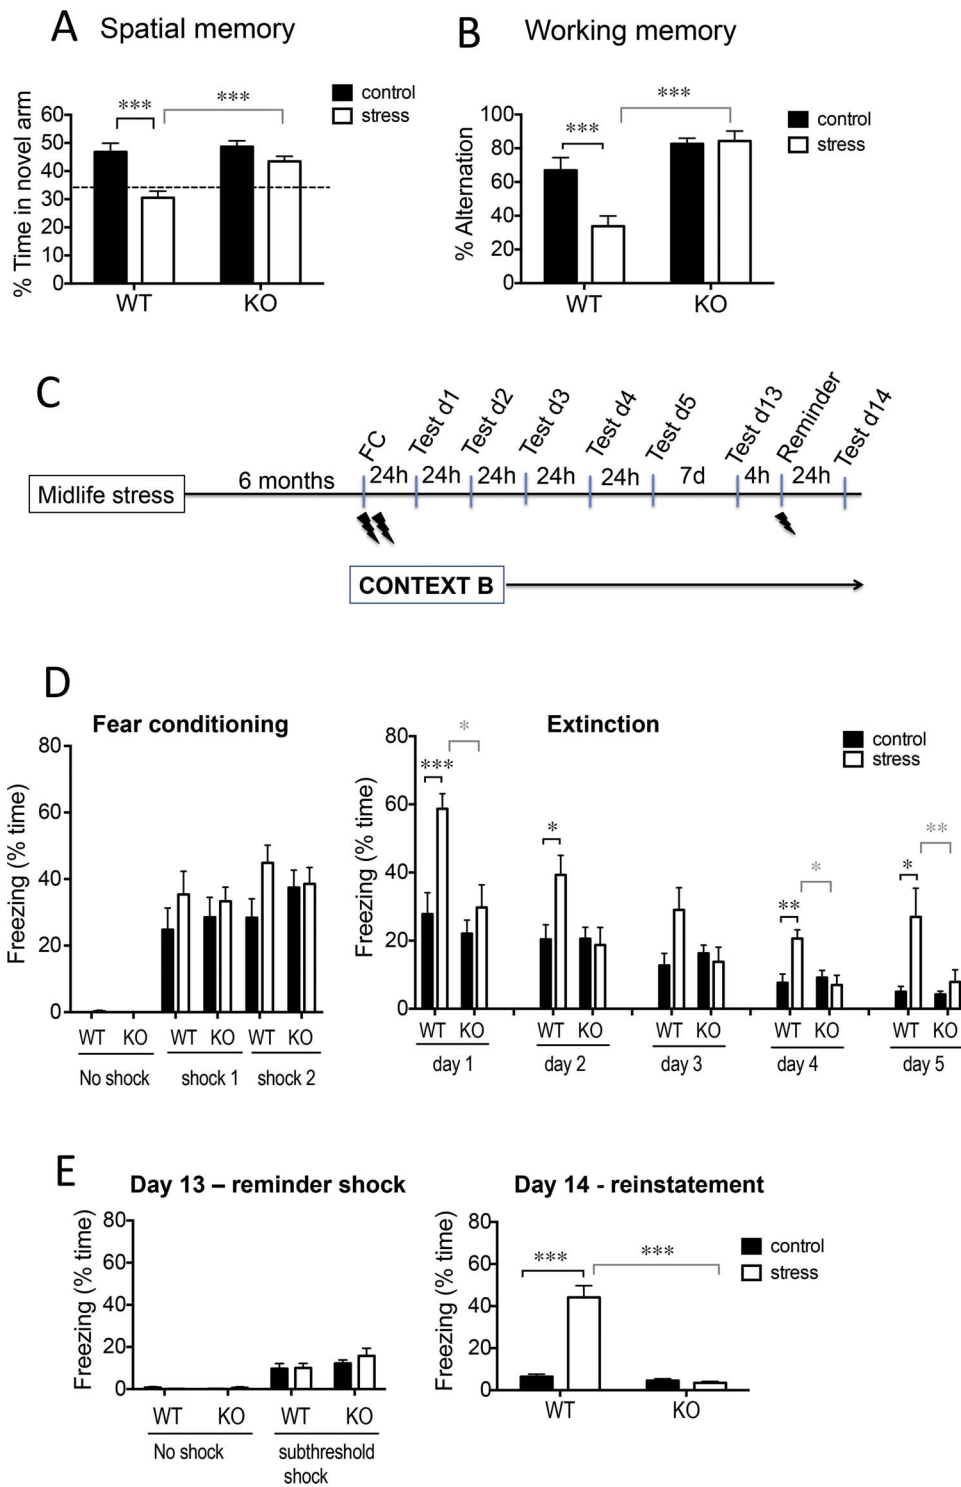 A Spatial memory
% Time in novel arm
60
50
40
30
20
10
0
***
***
control
stress
WT KO
B Working memory
% Alternation
100
80
60
40
20
0
***
***
control
stress
WT KO
C
FC Test d1 Test d2 Test d3 Test d4 Test d5 Test d13 Reminder Test d14
Midlife stress 6 months 24h 24h 24h 24h 24h 7d 4h 24h
CONTEXT B
D
Fear conditioning
Freezing (% time)
80
60
40
20
0
WT KO WT KO WT KO
No shock shock 1 shock 2
Extinction
Freezing (% time)
80
60
40
20
0
*
***
*
*
**
**
*
control
stress
WT KO WT KO WT KO WT KO WT KO
day 1 day 2 day 3 day 4 day 5
E
Day 13 – reminder shock
Freezing (% time)
80
60
40
20
0
WT KO WT KO
No shock subthreshold
shock
Day 14 - reinstatement
Freezing (% time)
80
60
40
20
0
***
***
control
stress
WT KO